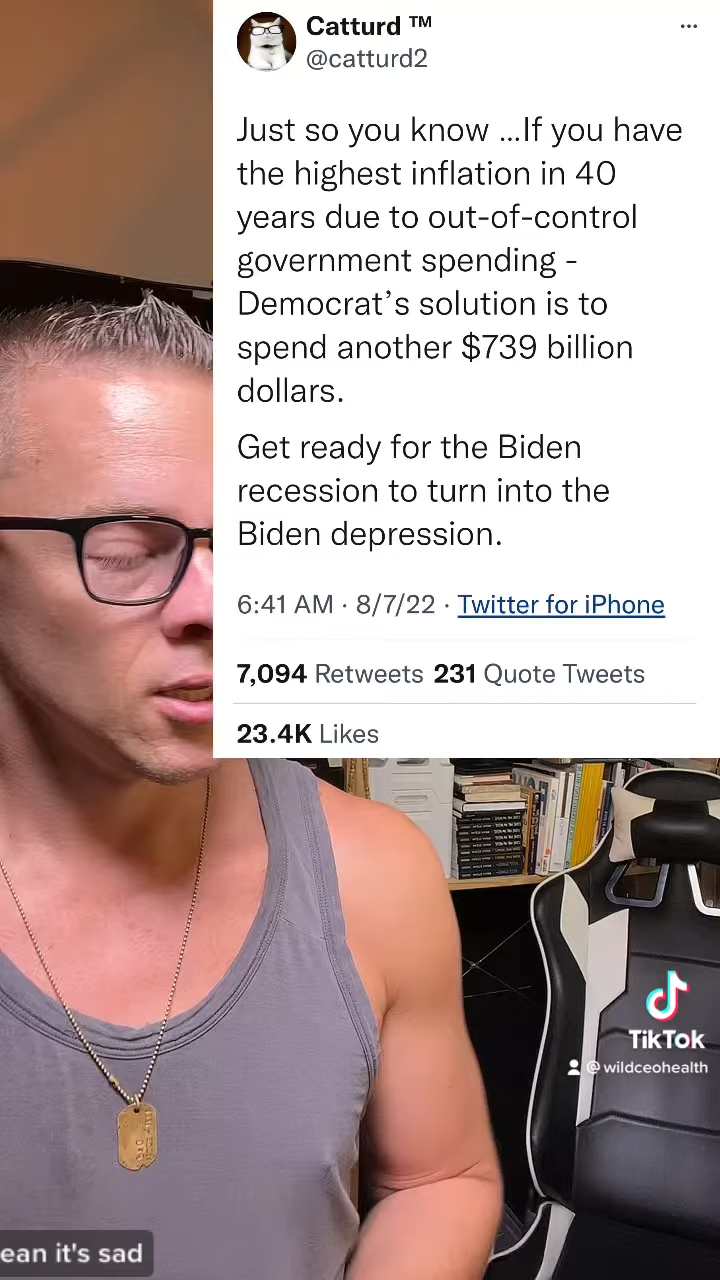 Catturd ™
@catturd2
Just so you know ...If you have
the highest inflation in 40
years due to out-of-control
government spending -
Democrat's solution is to
spend another $739 billion
dollars.
Get ready for the Biden
recession to turn into the
Biden depression.
6:41 AM · 8/7/22 · Twitter for iPhone
7,094 Retweets 231 Quote Tweets
23.4K Likes
TikTok
@wildceohealth
ean it's sad